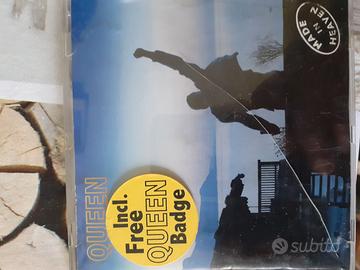 MADE
IN
HEAVEN
QUEEN
Incl.
Free
QUEEN
Badge
subito